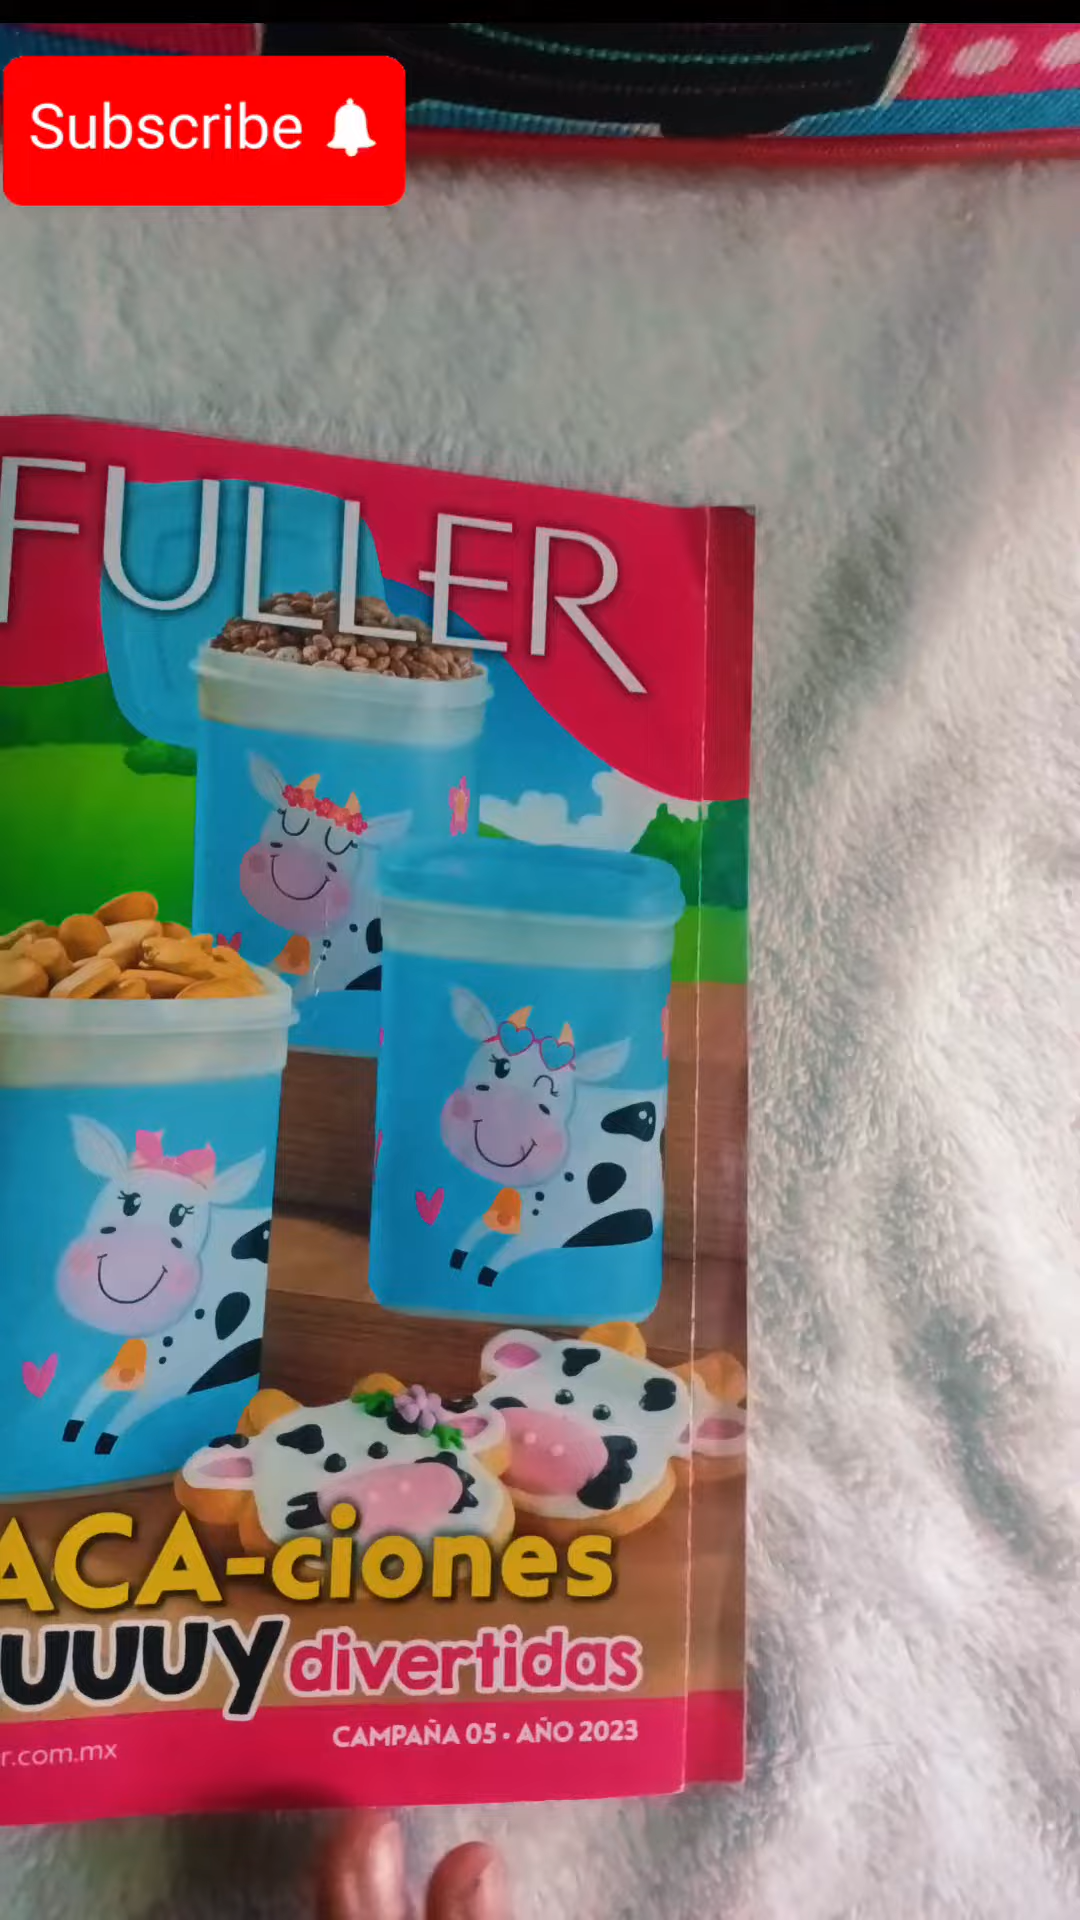 Subscribe
FULLER
ACA-ciones
UUUY divertidas
CAMPAÑA 05 • AÑO 2023
r.com.mx